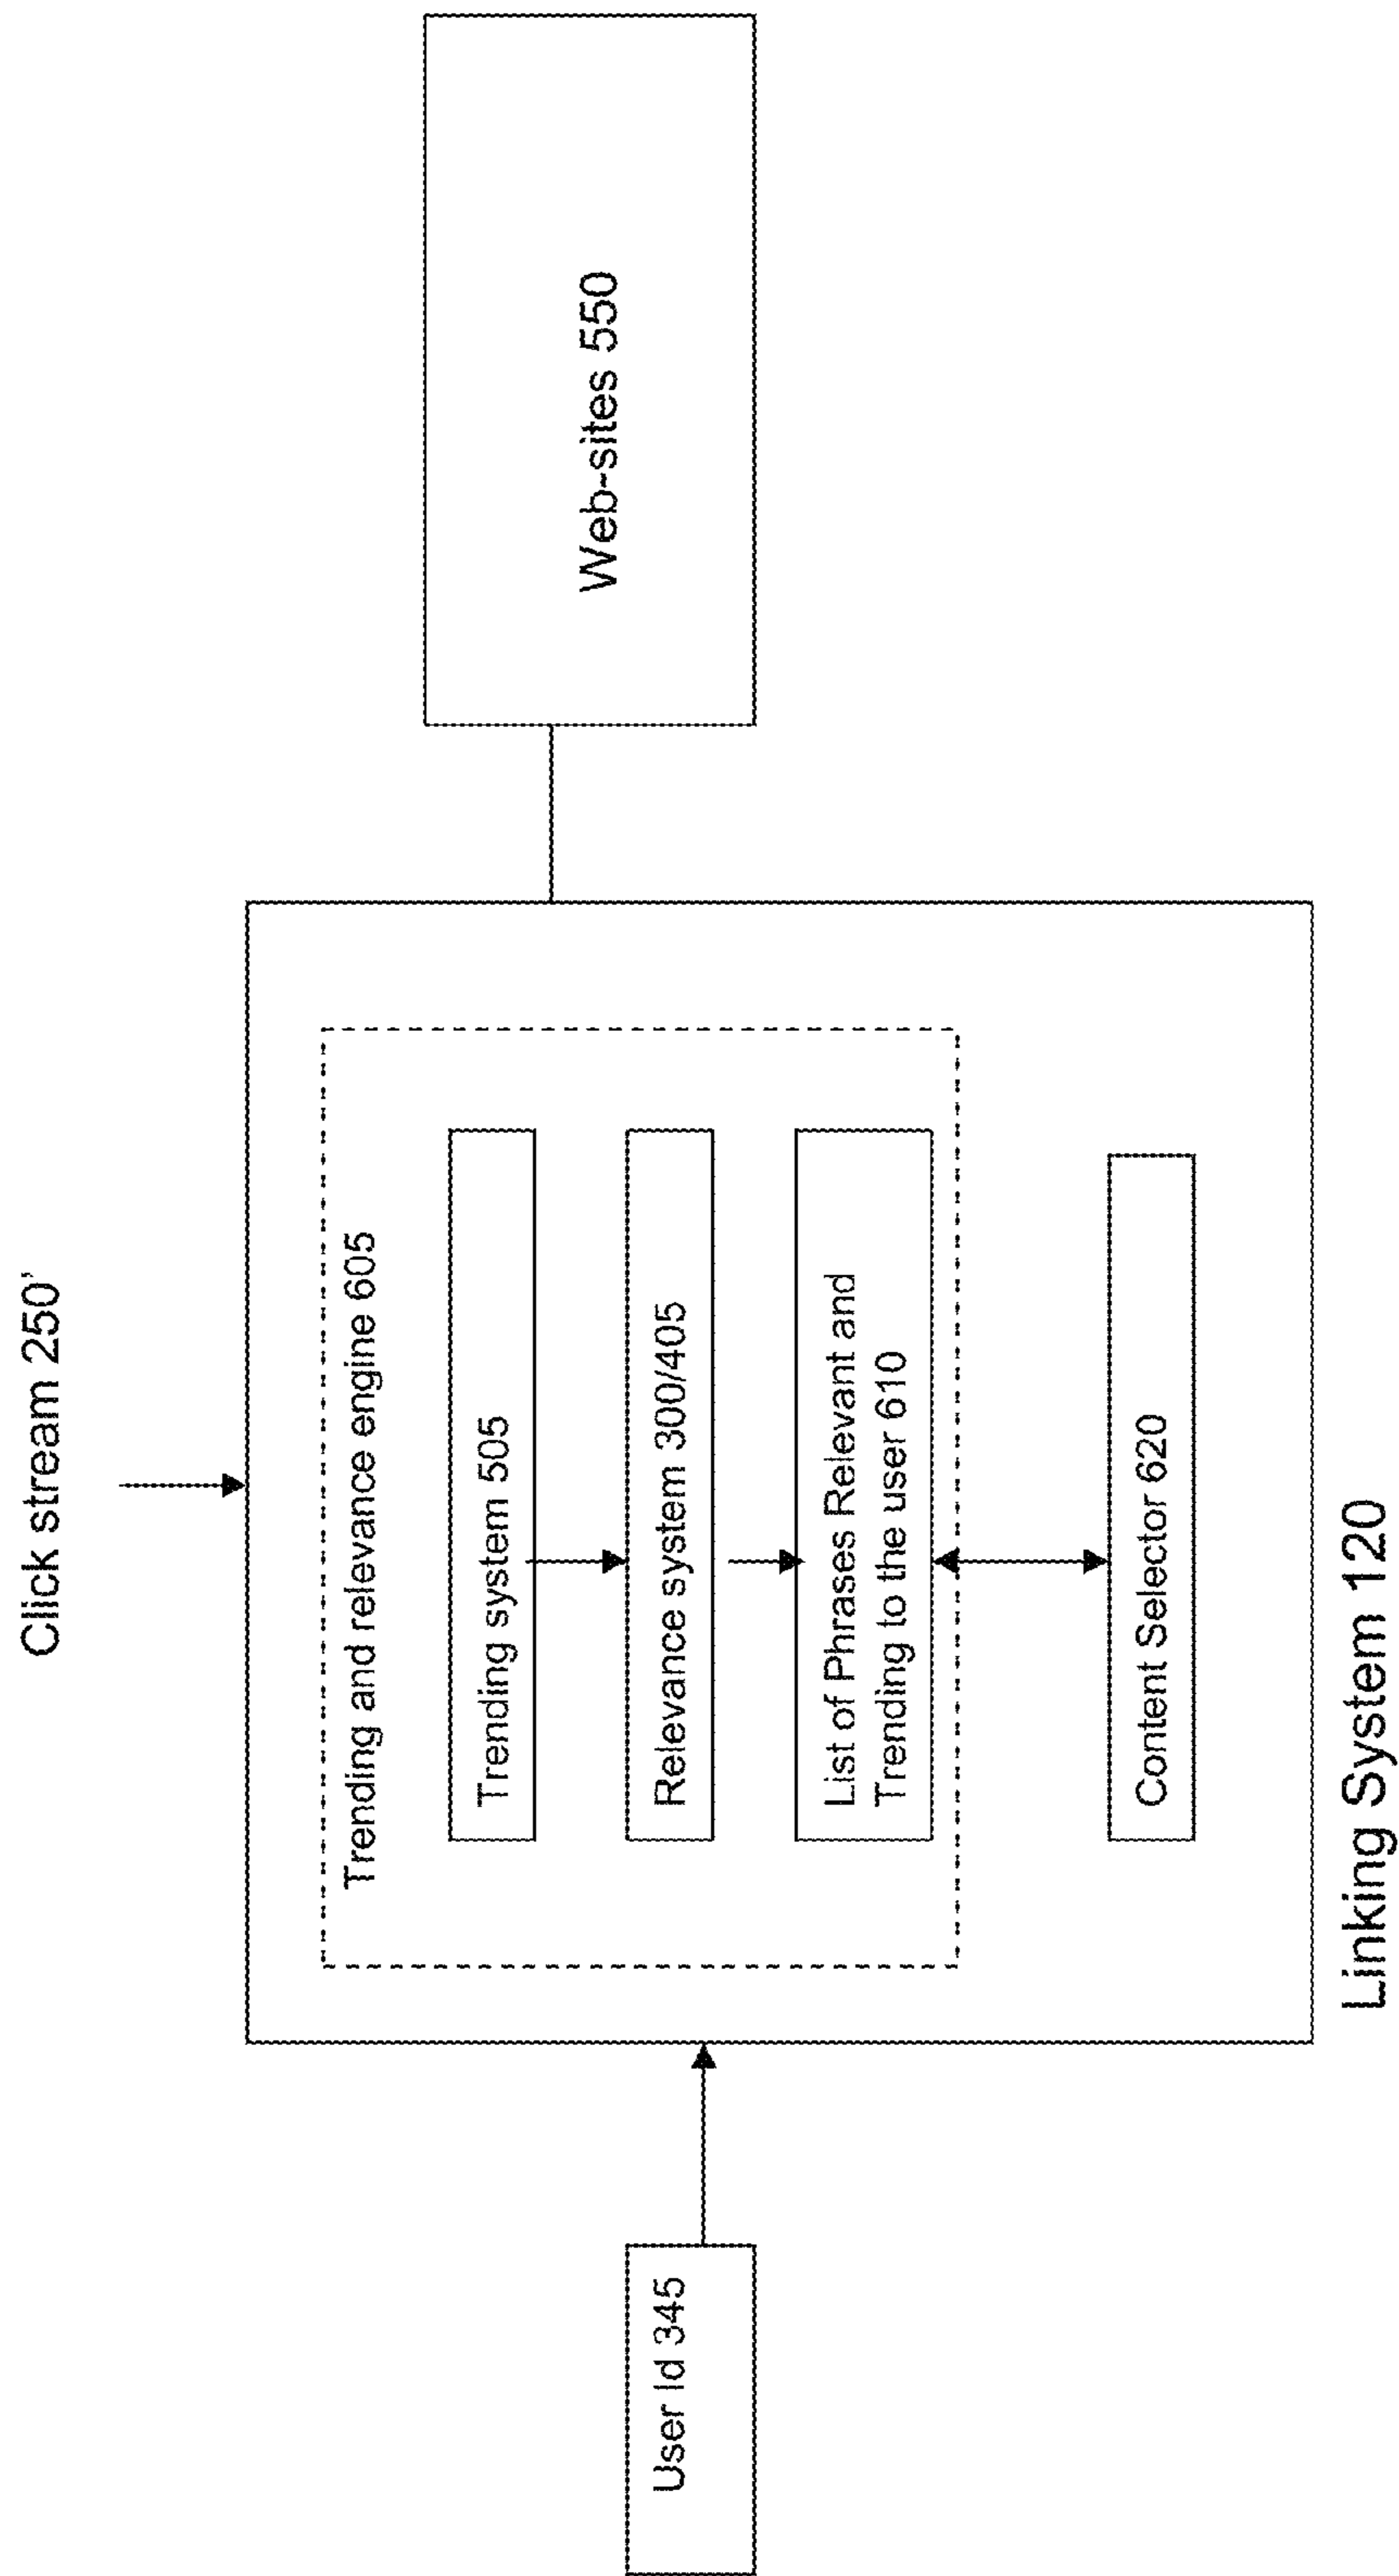 Click stream 250'
Trending and relevance engine 605
Trending system 505
Relevance system 300/405
List of Phrases Relevant and
Trending to the user 610
Content Selector 620
User Id 345
Web-sites 550
Linking System 120